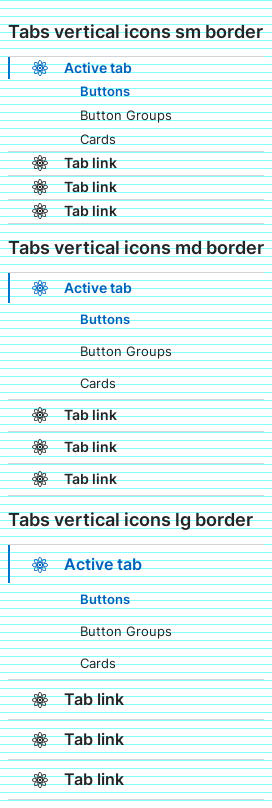 Tabs vertical icons sm border
Active tab
Buttons
Button Groups
Cards
Tab link
Tab link
Tab link
Tabs vertical icons md border
Active tab
Buttons
Button Groups
Cards
Tab link
Tab link
Tab link
Tabs vertical icons lg border
Active tab
Buttons
Button Groups
Cards
Tab link
Tab link
Tab link